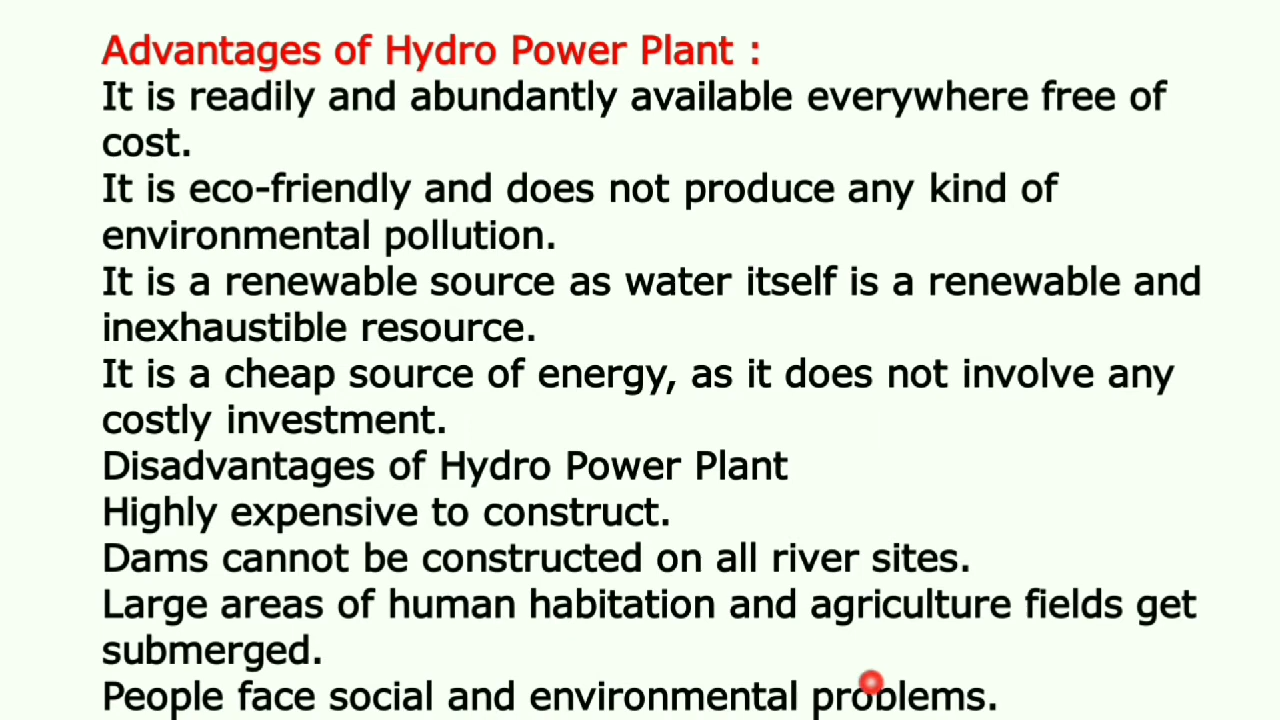 Advantages of Hydro Power Plant :
It is readily and abundantly available everywhere free of
cost.
It is eco-friendly and does not produce any kind of
environmental pollution.
It is a renewable source as water itself is a renewable and
inexhaustible resource.
It is a cheap source of energy, as it does not involve any
costly investment.
Disadvantages of Hydro Power Plant
Highly expensive to construct.
Dams cannot be constructed on all river sites.
Large areas of human habitation and agriculture fields get
submerged.
People face social and environmental problems.